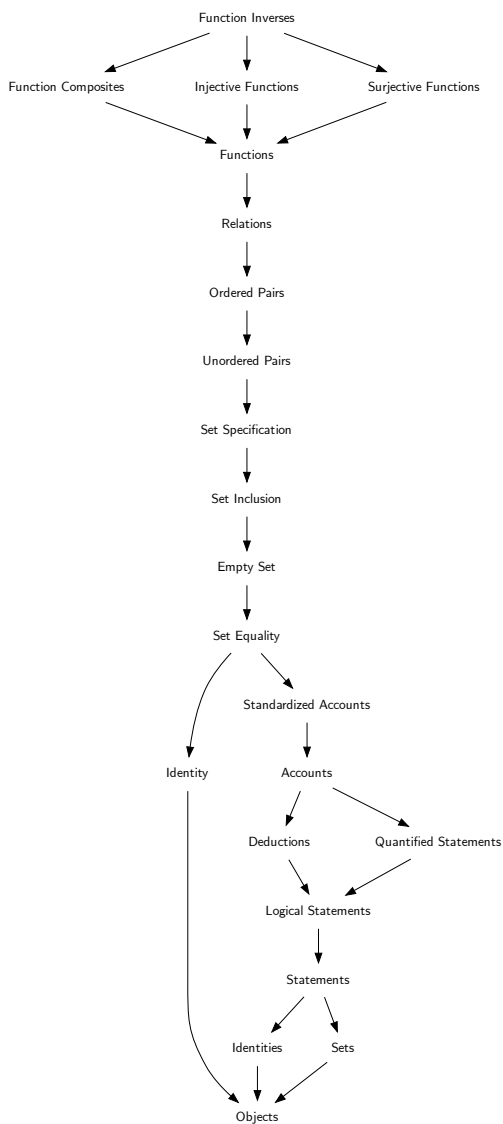 Function Inverses
Function Composites
Injective Functions
Surjective Functions
Functions
Relations
Ordered Pairs
Unordered Pairs
Set Specification
Set Inclusion
Empty Set
Set Equality
Standardized Accounts
Identity
Accounts
Deductions
Quantified Statements
Logical Statements
Statements
Identities
Sets
Objects